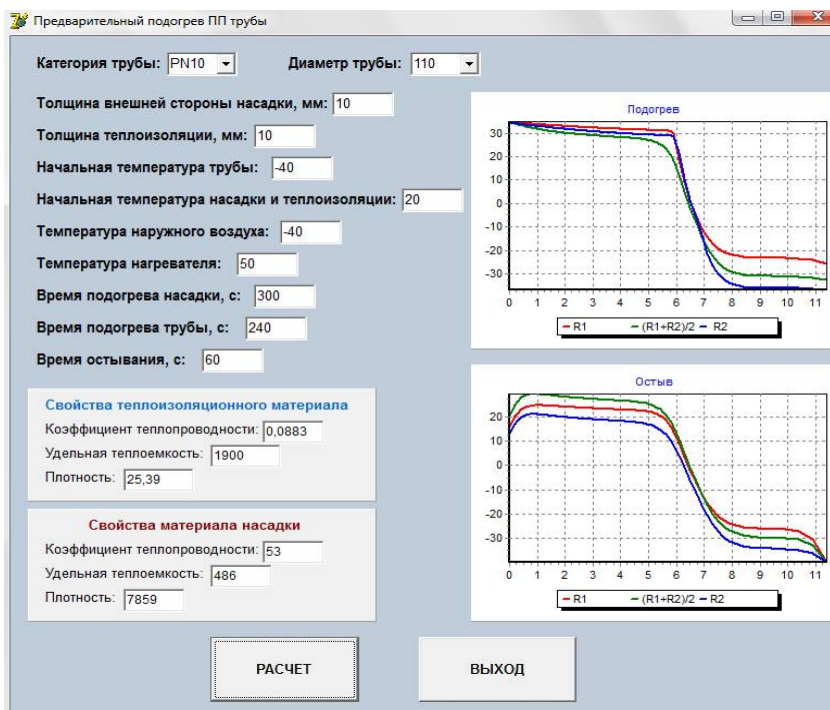 Предварительный подогрев ПП трубы
Категория трубы: PN10 Диаметр трубы: 110
Толщина внешней стороны насадки, мм: 10
Толщина теплоизоляции, мм: 10
Начальная температура трубы: -40
Начальная температура насадки и теплоизоляции: 20
Температура наружного воздуха: -40
Температура нагревателя: 50
Время подогрева насадки, с: 300
Время подогрева трубы, с: 240
Время остывания, с: 60
Свойства теплоизоляционного материала
Коэффициент теплопроводности: 0,0883
Удельная теплоемкость: 1900
Плотность: 25,39
Свойства материала насадки
Коэффициент теплопроводности: 53
Удельная теплоемкость: 486
Плотность: 7859
РАСЧЕТ ВЫХОД
Подогрев
30
20
10
0
-10
-20
-30
0 1 2 3 4 5 6 7 8 9 10 11
R1 (R1+R2)/2 R2
Остыв
20
10
0
-10
-20
-30
0 1 2 3 4 5 6 7 8 9 10 11
R1 (R1+R2)/2 R2